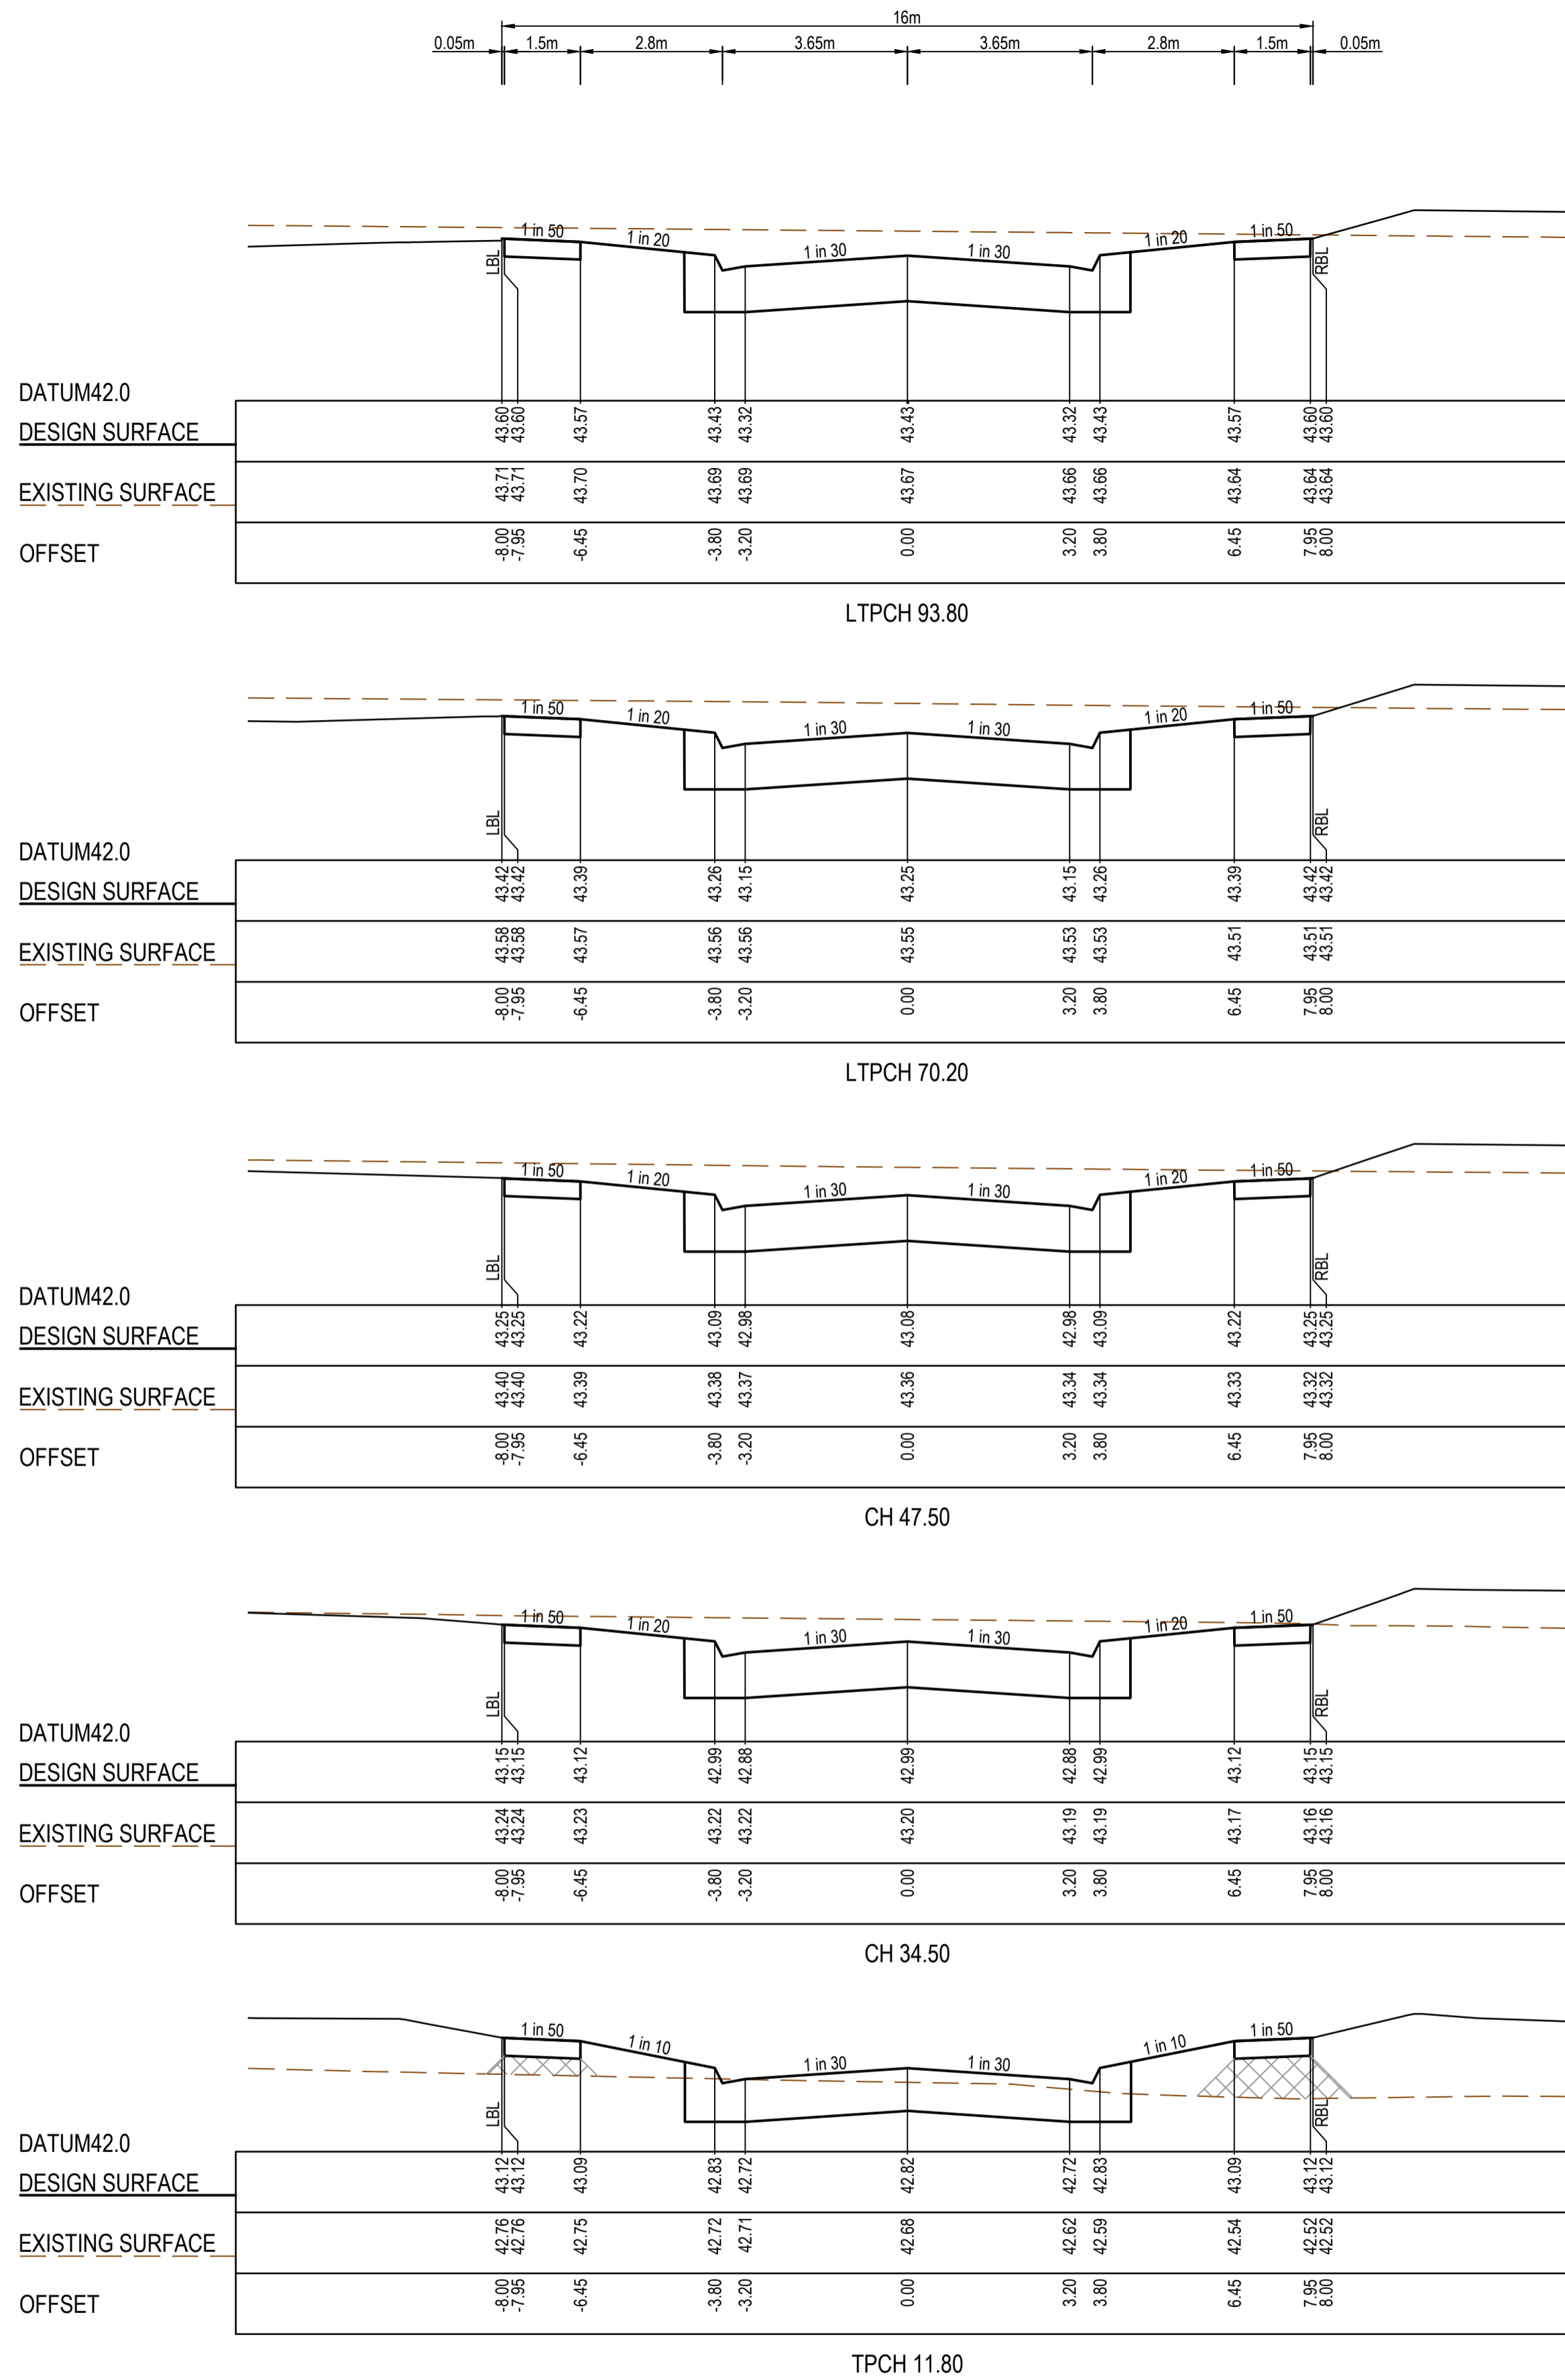 16m
0.05m 1.5m 2.8m 3.65m 3.65m 2.8m 1.5m 0.05m
1 in 50 1 in 20 1 in 30 1 in 30 1 in 20 1 in 50
LBL RBL
DATUM42.0
DESIGN SURFACE 43.60 43.60 43.57 43.43 43.32 43.43 43.32 43.43 43.57 43.60 43.60
EXISTING SURFACE 43.71 43.71 43.70 43.69 43.69 43.67 43.66 43.66 43.64 43.64 43.64
OFFSET -8.00 -7.95 -6.45 -3.80 -3.20 0.00 3.20 3.80 6.45 7.95 8.00
LTPCH 93.80
1 in 50 1 in 20 1 in 30 1 in 30 1 in 20 1 in 50
LBL RBL
DATUM42.0
DESIGN SURFACE 43.42 43.42 43.39 43.26 43.15 43.25 43.15 43.26 43.39 43.42 43.42
EXISTING SURFACE 43.58 43.58 43.57 43.56 43.56 43.55 43.53 43.53 43.51 43.51 43.51
OFFSET -8.00 -7.95 -6.45 -3.80 -3.20 0.00 3.20 3.80 6.45 7.95 8.00
LTPCH 70.20
1 in 50 1 in 20 1 in 30 1 in 30 1 in 20 1 in 50
LBL RBL
DATUM42.0
DESIGN SURFACE 43.25 43.25 43.22 43.09 42.98 43.08 42.98 43.09 43.22 43.25 43.25
EXISTING SURFACE 43.40 43.40 43.39 43.38 43.37 43.36 43.34 43.34 43.33 43.32 43.32
OFFSET -8.00 -7.95 -6.45 -3.80 -3.20 0.00 3.20 3.80 6.45 7.95 8.00
CH 47.50
1 in 50 1 in 20 1 in 30 1 in 30 1 in 20 1 in 50
LBL RBL
DATUM42.0
DESIGN SURFACE 43.15 43.15 43.12 42.99 42.88 42.99 42.88 42.99 43.12 43.15 43.15
EXISTING SURFACE 43.24 43.24 43.23 43.22 43.22 43.20 43.19 43.19 43.17 43.16 43.16
OFFSET -8.00 -7.95 -6.45 -3.80 -3.20 0.00 3.20 3.80 6.45 7.95 8.00
CH 34.50
1 in 50 1 in 10 1 in 30 1 in 30 1 in 10 1 in 50
LBL RBL
DATUM42.0
DESIGN SURFACE 43.12 43.12 43.09 42.83 42.72 42.82 42.72 42.83 43.09 43.12 43.12
EXISTING SURFACE 42.76 42.76 42.75 42.72 42.71 42.68 42.62 42.59 42.54 42.52 42.52
OFFSET -8.00 -7.95 -6.45 -3.80 -3.20 0.00 3.20 3.80 6.45 7.95 8.00
TPCH 11.80